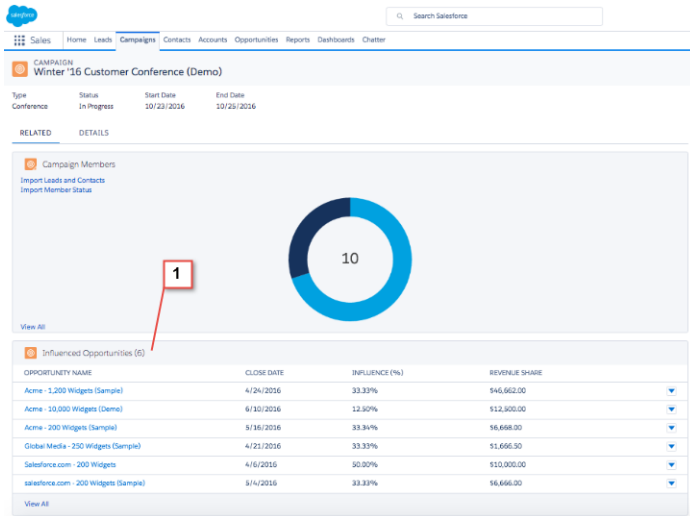 salesforce
Search Salesforce
Sales Home Leads Campaigns Contacts Accounts Opportunities Reports Dashboards Chatter
CAMPAIGN
Winter '16 Customer Conference (Demo)
Type Status Start Date End Date
Conference In Progress 10/23/2016 10/25/2016
RELATED DETAILS
Campaign Members
Import Leads and Contacts
Import Member Status
10
1
View All
Influenced Opportunities (6)
OPPORTUNITY NAME CLOSE DATE INFLUENCE (%) REVENUE SHARE
Acme - 1,200 Widgets (Sample) 4/24/2016 33.33% $46,662.00
Acme - 10,000 Widgets (Demo) 6/10/2016 12.50% $12,500.00
Acme - 200 Widgets (Sample) 5/16/2016 33.34% $6,668.00
Global Media - 250 Widgets (Sample) 4/21/2016 33.33% $1,666.50
Salesforce.com - 200 Widgets 4/6/2016 50.00% $10,000.00
salesforce.com - 200 Widgets (Sample) 5/4/2016 33.33% $6,666.00
View All